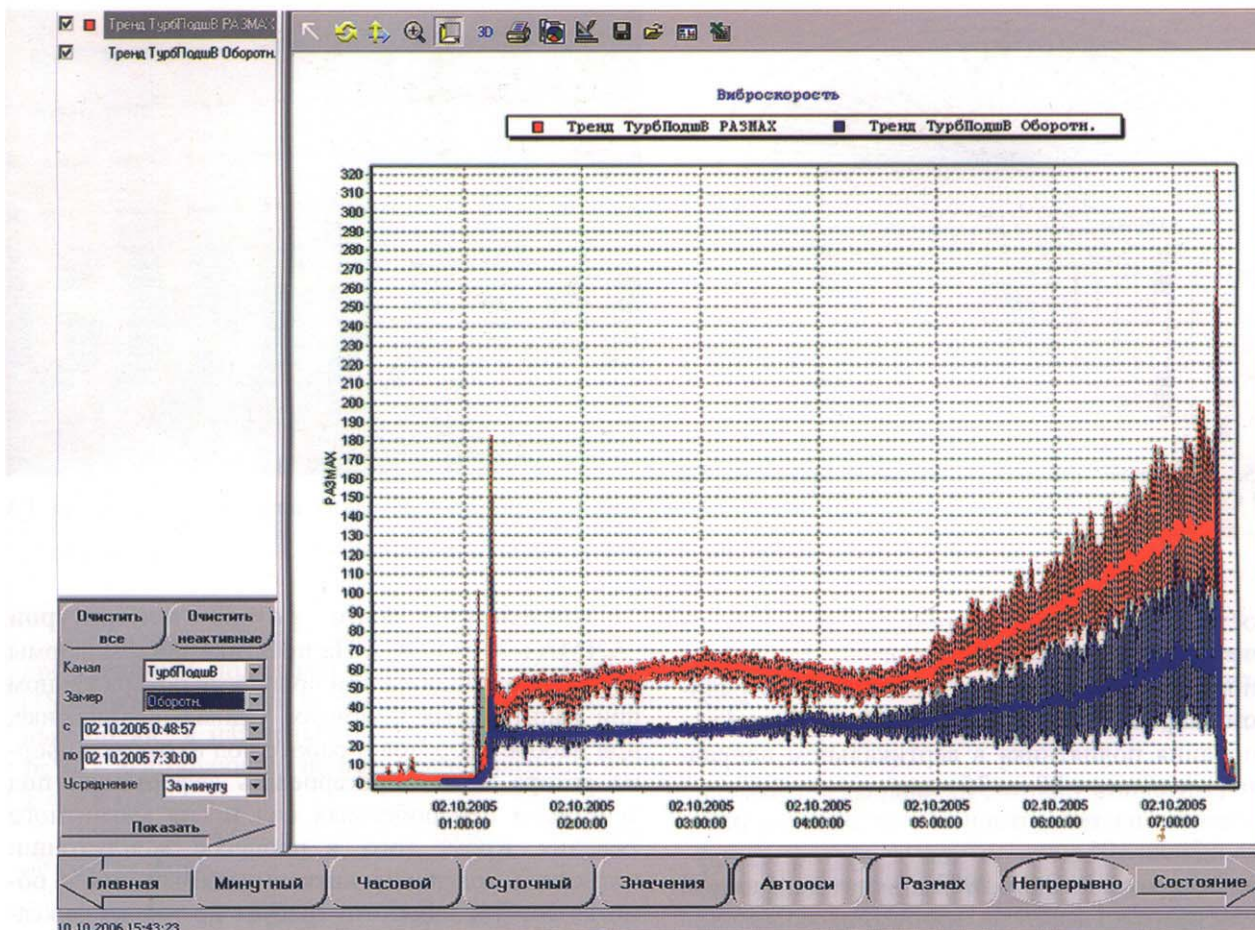 Тренд ТурбПодшВ РАЗМАХ
Тренд ТурбПодшВ Оборотн.
3D
Виброскорость
Тренд ТурбПодшВ РАЗМАХ
Тренд ТурбПодшВ Оборотн.
РАЗМАХ
320
310
300
290
280
270
260
250
240
230
220
210
200
190
180
170
160
150
140
130
120
110
100
90
80
70
60
50
40
30
20
10
0
02.10.2005 01:00:00
02.10.2005 02:00:00
02.10.2005 03:00:00
02.10.2005 04:00:00
02.10.2005 05:00:00
02.10.2005 06:00:00
02.10.2005 07:00:00
Очистить все
Очистить неактивные
Канал ТурбПодшВ
Замер Оборотн.
с 02.10.2005 0:48:57
по 02.10.2005 7:30:00
Усреднение За минуту
Показать
Главная
Минутный
Часовой
Суточный
Значения
Автооси
Размах
Непрерывно
Состояние
10.10.2006 15:43:23